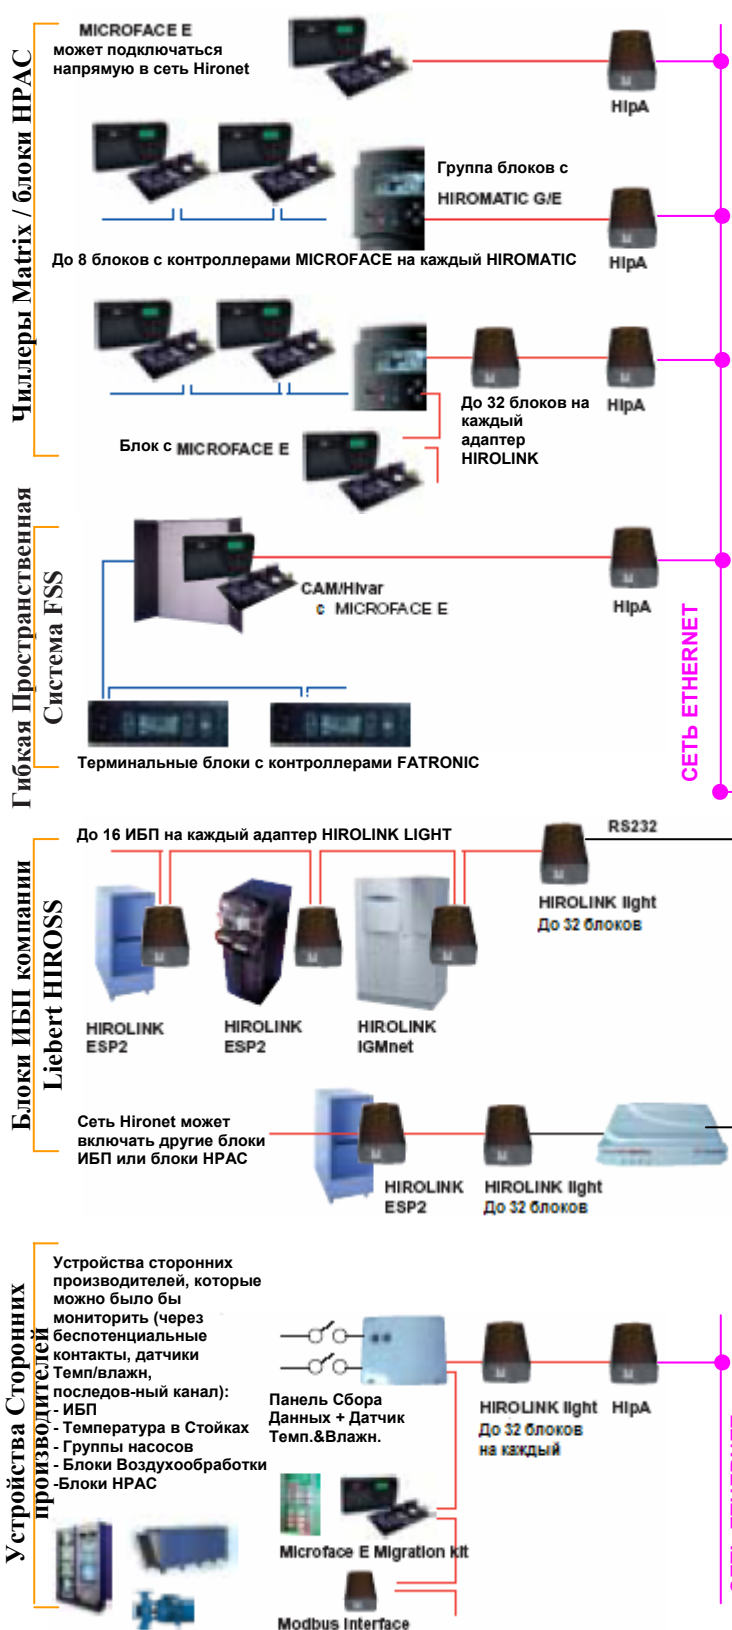 Чиллеры Matrix / блоки HPAC
MICROFACE E
может подключаться
напрямую в сеть Hironet
HIpA
Группа блоков с
HIROMATIC G/E
HIpA
До 8 блоков с контроллерами MICROFACE на каждый HIROMATIC
До 32 блоков на
каждый
адаптер
HIROLINK
HIpA
Блок с MICROFACE E
Гибкая Пространственная
Система FSS
CAM/HIvar
с MICROFACE E
HIpA
Терминальные блоки с контроллерами FATRONIC
СЕТЬ ETHERNET
Блоки ИБП компании
Liebert HIROSS
До 16 ИБП на каждый адаптер HIROLINK LIGHT
RS232
HIROLINK light
До 32 блоков
HIROLINK
ESP2
HIROLINK
ESP2
HIROLINK
IGMnet
Сеть Hironet может
включать другие блоки
ИБП или блоки HPAC
HIROLINK
ESP2
HIROLINK light
До 32 блоков
Устройства Сторонних
производителей
Устройства сторонних
производителей, которые
можно было бы
мониторить (через
беспотенциальные
контакты, датчики
Темп/влажн,
последов-ный канал):
- ИБП
- Температура в Стойках
- Группы насосов
- Блоки Воздухообработки
-Блоки HPAC
Панель Сбора
Данных + Датчик
Темп.&Влажн.
HIROLINK light
До 32 блоков
на каждый
HIpA
Microface E Migration kit
Modbus Interface